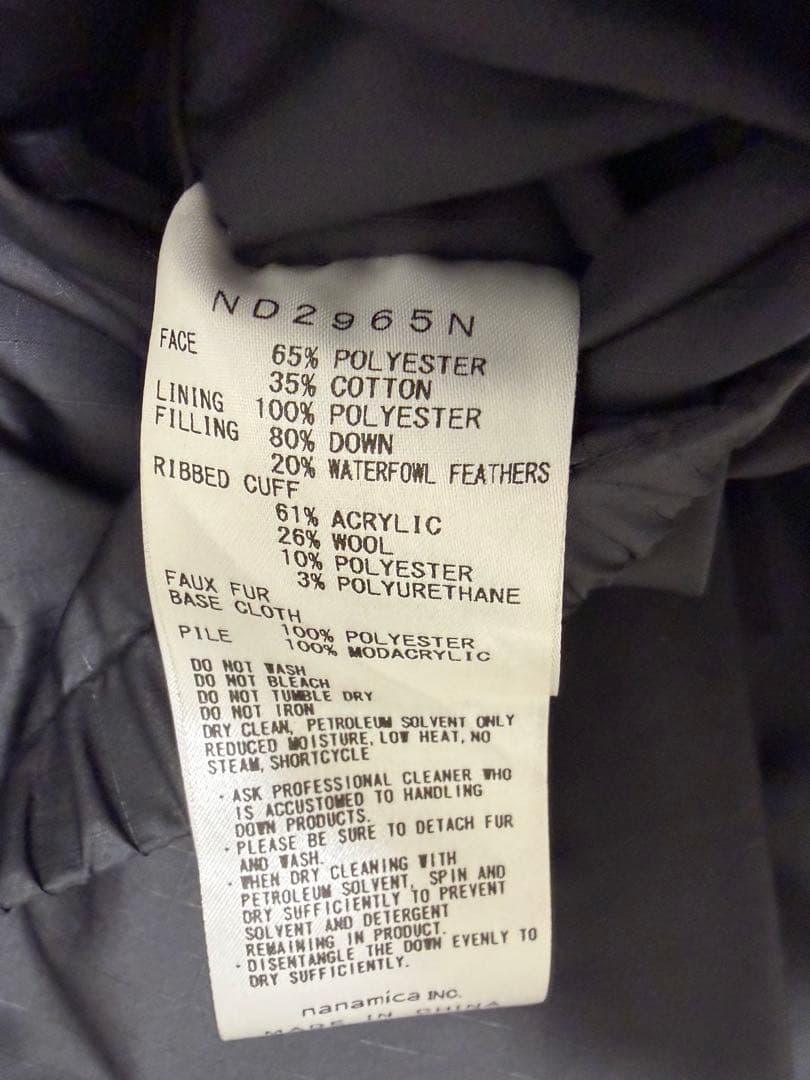 ND2965N
FACE 65% POLYESTER
35% COTTON
LINING 100% POLYESTER
FILLING 80% DOWN
20% WATERFOWL FEATHERS
RIBBED CUFF
61% ACRYLIC
26% WOOL
10% POLYESTER
3% POLYURETHANE
FAUX FUR
BASE CLOTH
100% POLYESTER
PILE 100% MODACRYLIC
DO NOT WASH
DO NOT BLEACH
DO NOT TUMBLE DRY
DO NOT IRON
DRY CLEAN, PETROLEUM SOLVENT ONLY
REDUCED MOISTURE, LOW HEAT, NO
STEAM, SHORTCYCLE
・ASK PROFESSIONAL CLEANER WHO
IS ACCUSTOMED TO HANDLING
DOWN PRODUCTS.
・PLEASE BE SURE TO DETACH FUR
AND WASH.
・WHEN DRY CLEANING WITH
PETROLEUM SOLVENT, SPIN AND
DRY SUFFICIENTLY TO PREVENT
SOLVENT AND DETERGENT
REMAINING IN PRODUCT.
・DISENTANGLE THE DOWN EVENLY TO
DRY SUFFICIENTLY.
nanamica INC.
MADE IN CHINA